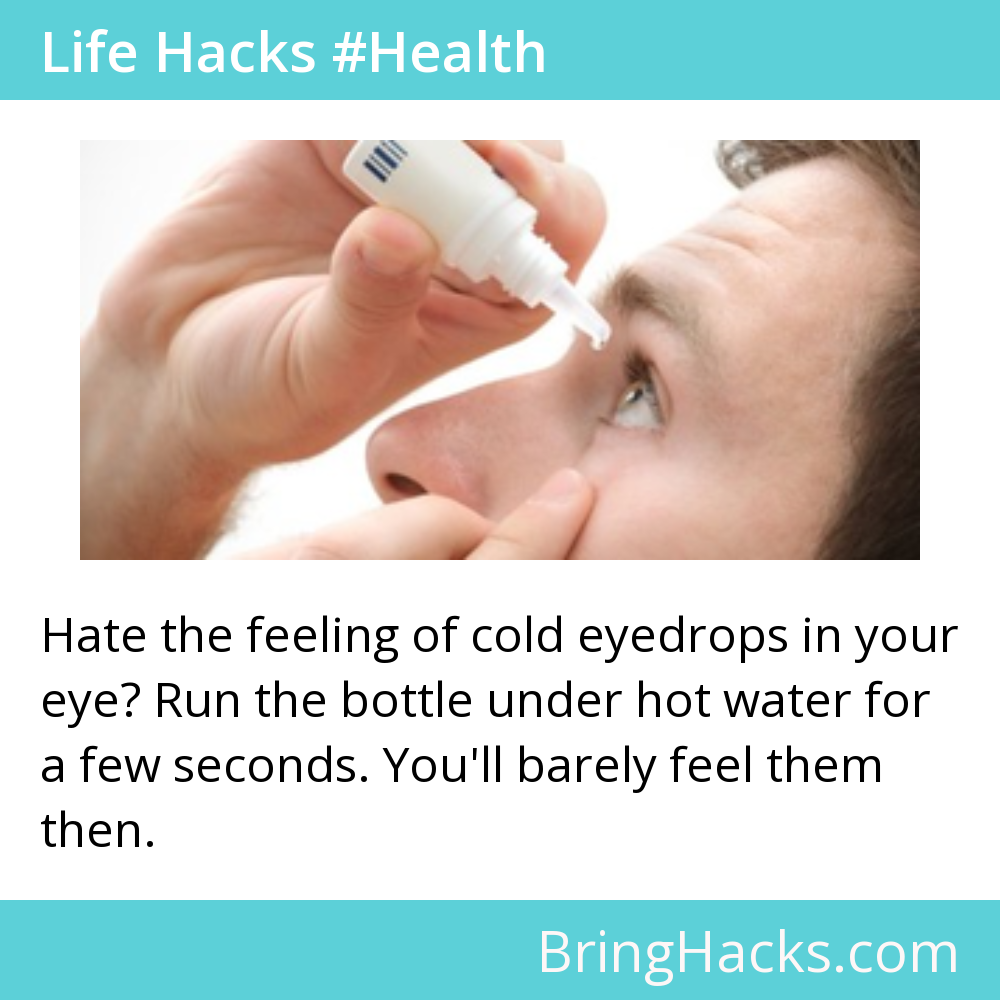 Life Hacks #Health
Hate the feeling of cold eyedrops in your
eye? Run the bottle under hot water for
a few seconds. You'll barely feel them
then.
BringHacks.com